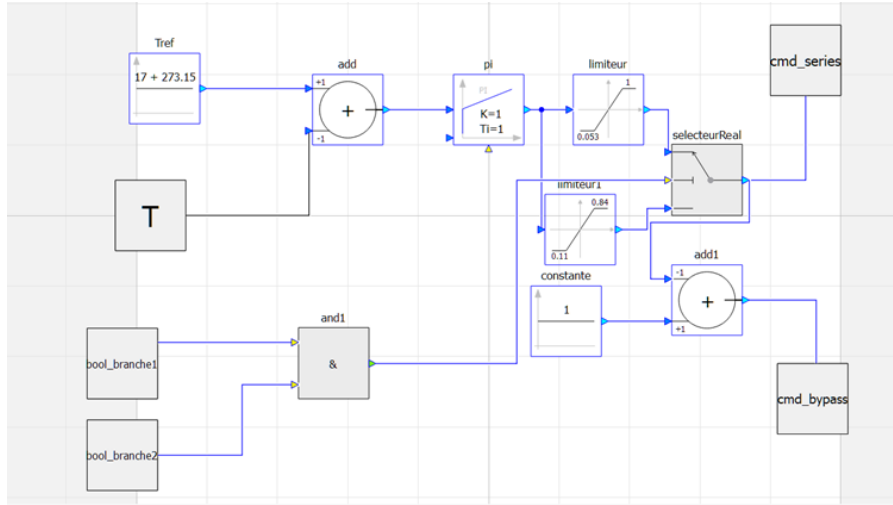 Tref
17 + 273.15
add
+1
+
-1
pi
PI
K=1
Ti=1
limiteur
1
0.053
cmd_series
selecteurReal
T
limiteur1
0.84
0.11
constante
1
add1
-1
+
+1
and1
&
bool_branche1
bool_branche2
cmd_bypass